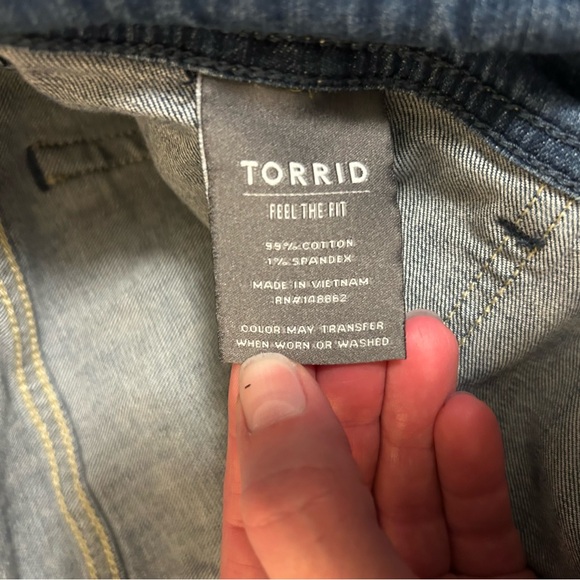 TORRID
FEEL THE FIT
99% COTTON
1% SPANDEX
MADE IN VIETNAM
RN#148862
COLOR MAY TRANSFER
WHEN WORN OR WASHED